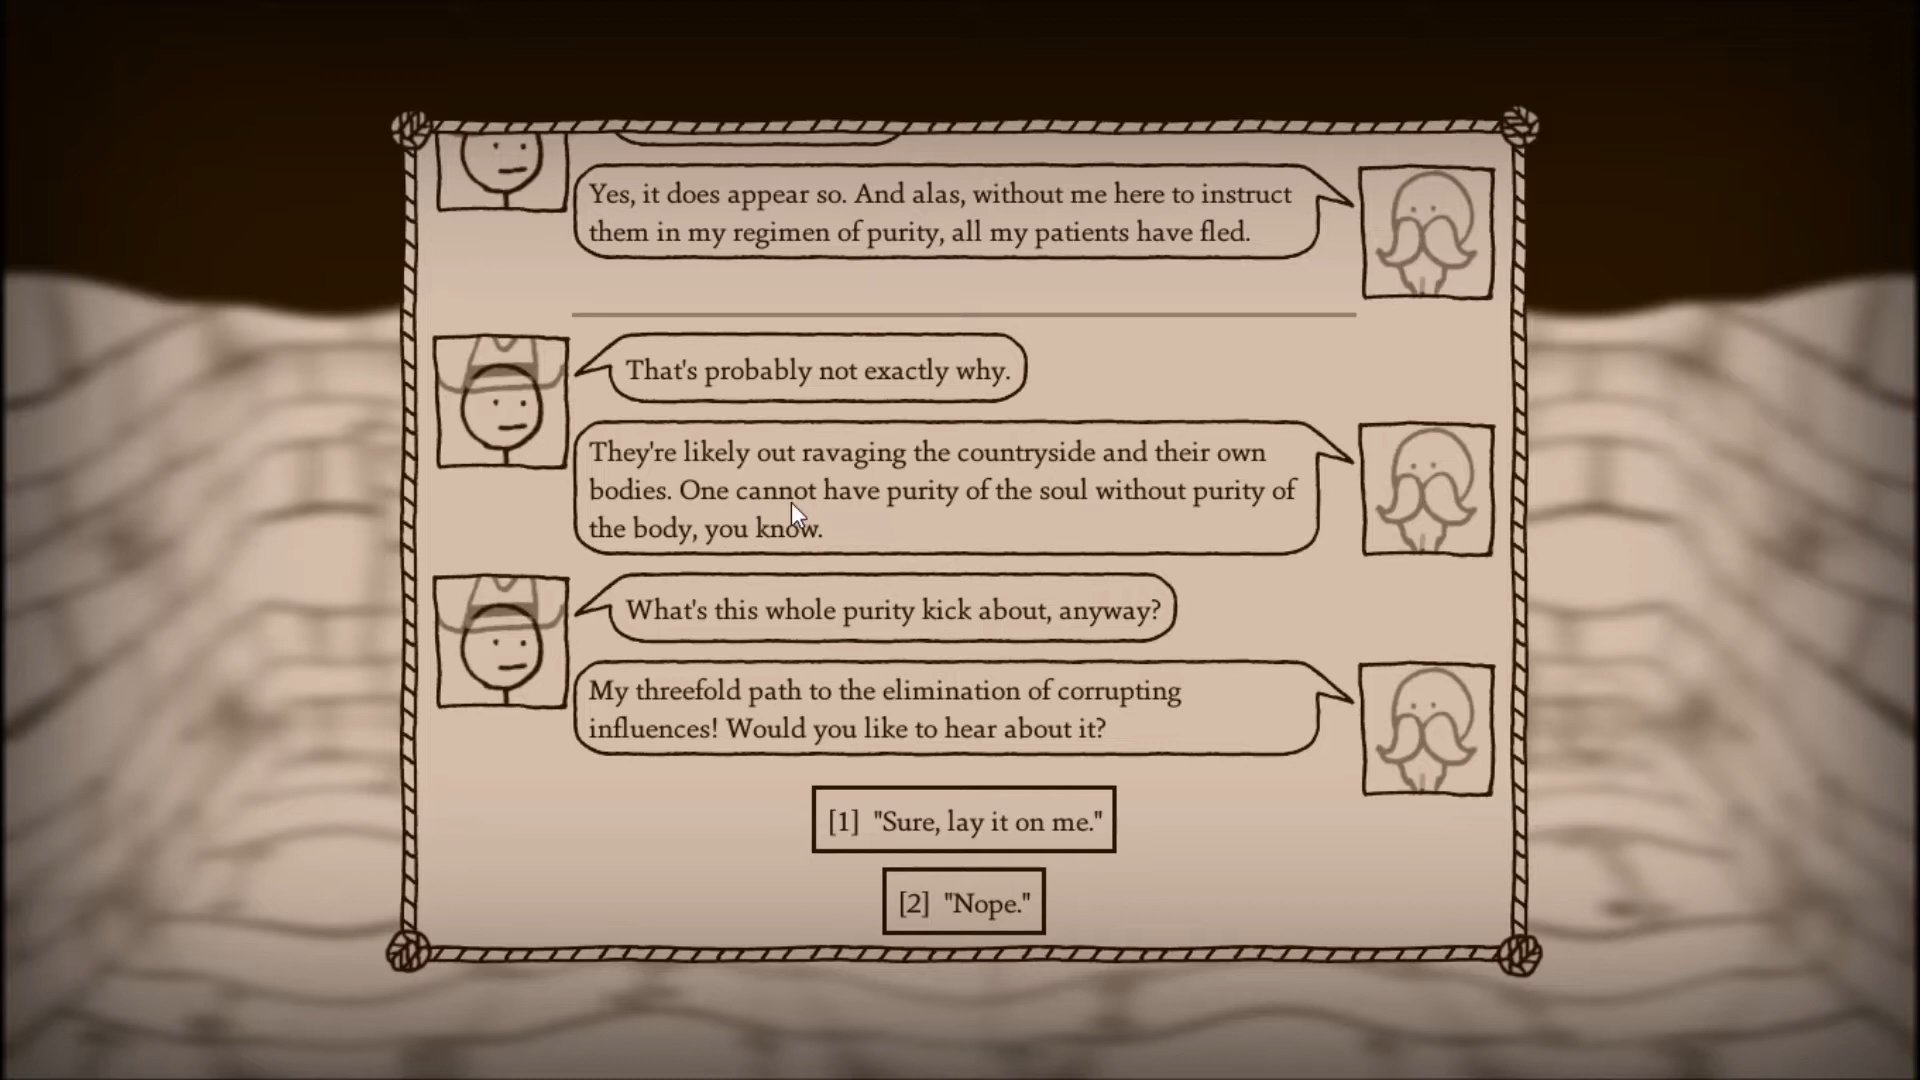 Yes, it does appear so. And alas, without me here to instruct
them in my regimen of purity, all my patients have fled.
That's probably not exactly why.
They're likely out ravaging the countryside and their own
bodies. One cannot have purity of the soul without purity of
the body, you know.
What's this whole purity kick about, anyway?
My threefold path to the elimination of corrupting
influences! Would you like to hear about it?
[1] "Sure, lay it on me."
[2] "Nope."